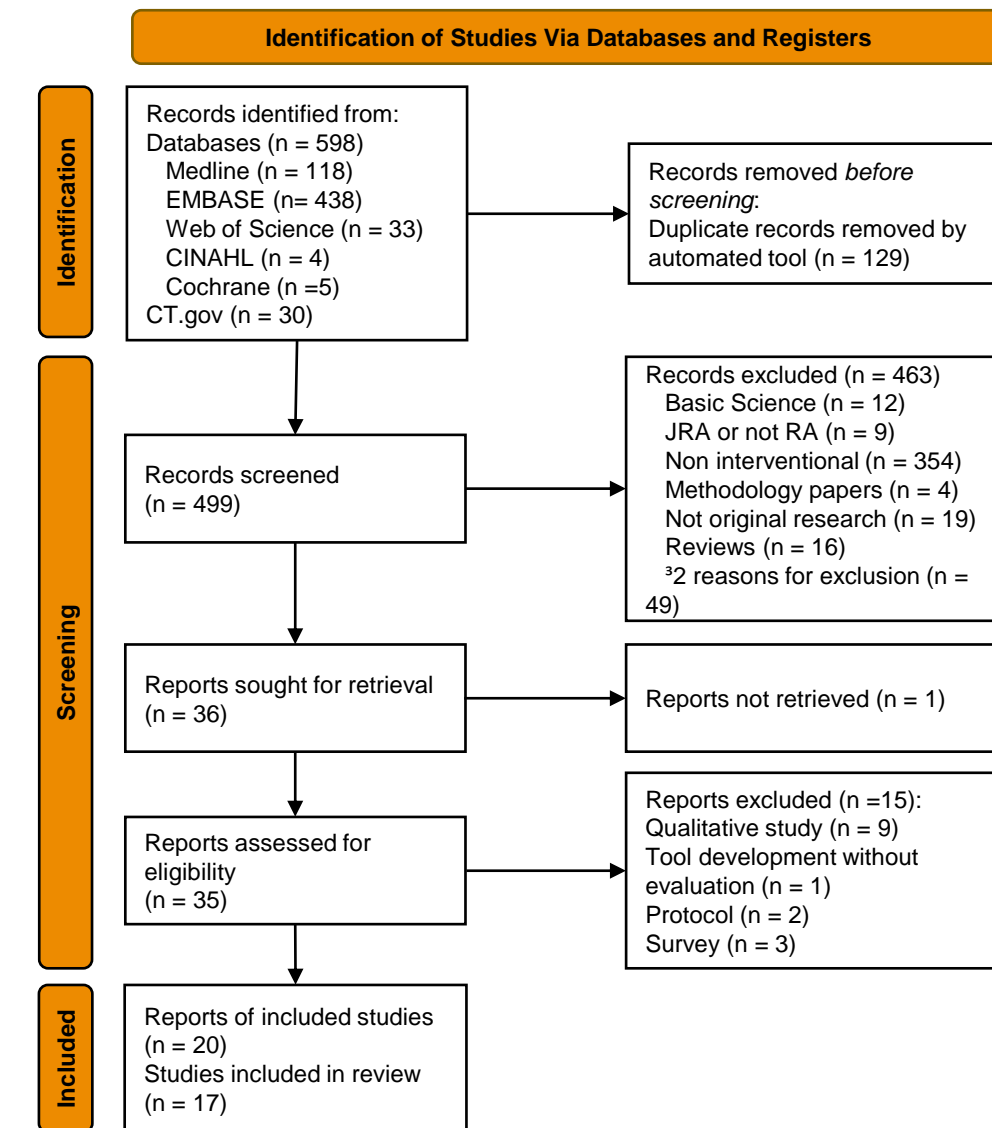 Identification of Studies Via Databases and Registers
Identification
Records identified from:
Databases (n = 598)
Medline (n = 118)
EMBASE (n= 438)
Web of Science (n = 33)
CINAHL (n = 4)
Cochrane (n =5)
CT.gov (n = 30)
Records removed before
screening:
Duplicate records removed by
automated tool (n = 129)
Screening
Records screened
(n = 499)
Records excluded (n = 463)
Basic Science (n = 12)
JRA or not RA (n = 9)
Non interventional (n = 354)
Methodology papers (n = 4)
Not original research (n = 19)
Reviews (n = 16)
³2 reasons for exclusion (n =
49)
Reports sought for retrieval
(n = 36)
Reports not retrieved (n = 1)
Reports assessed for
eligibility
(n = 35)
Reports excluded (n =15):
Qualitative study (n = 9)
Tool development without
evaluation (n = 1)
Protocol (n = 2)
Survey (n = 3)
Included
Reports of included studies
(n = 20)
Studies included in review
(n = 17)